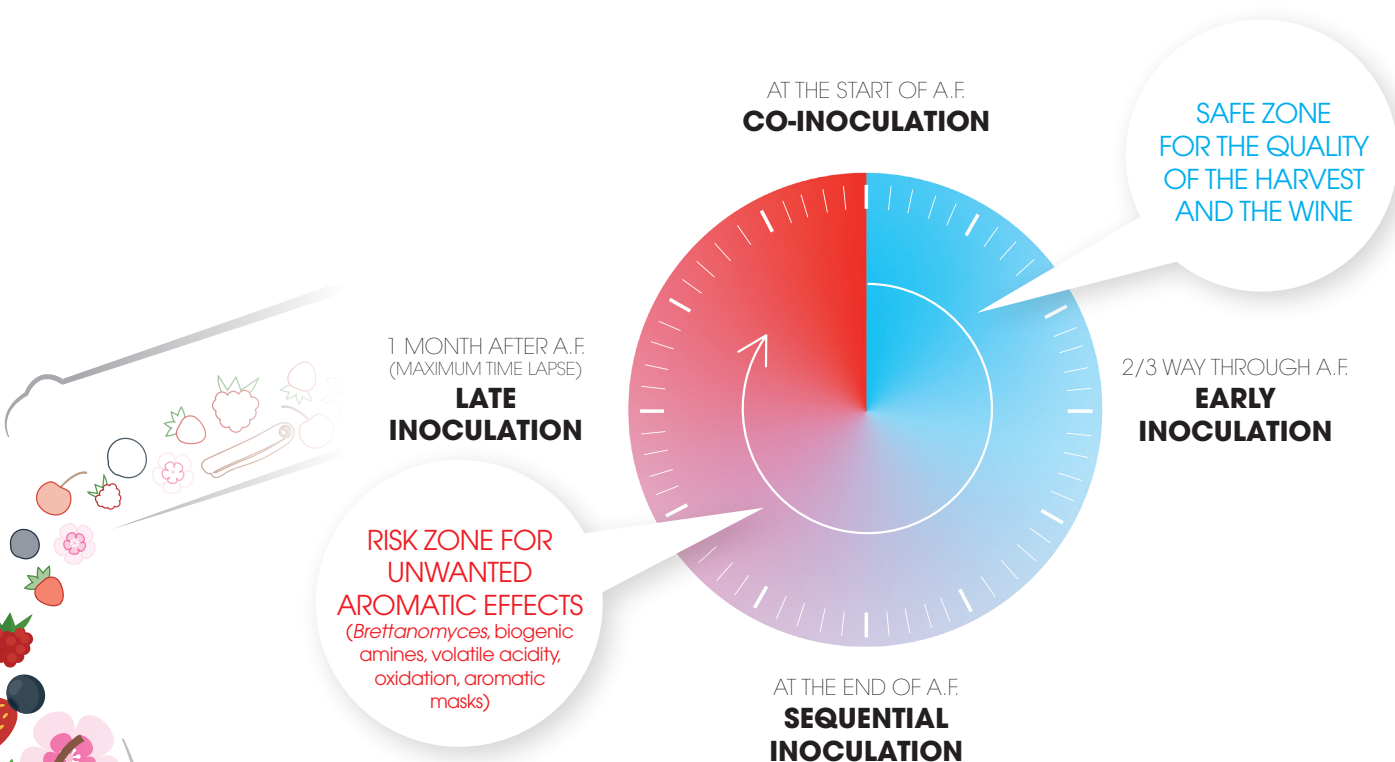 AT THE START OF A.F.
CO-INOCULATION
SAFE ZONE
FOR THE QUALITY
OF THE HARVEST
AND THE WINE
1 MONTH AFTER A.F.
(MAXIMUM TIME LAPSE)
LATE
INOCULATION
2/3 WAY THROUGH A.F.
EARLY
INOCULATION
RISK ZONE FOR
UNWANTED
AROMATIC EFFECTS
(Brettanomyces, biogenic
amines, volatile acidity,
oxidation, aromatic
masks)
AT THE END OF A.F.
SEQUENTIAL
INOCULATION